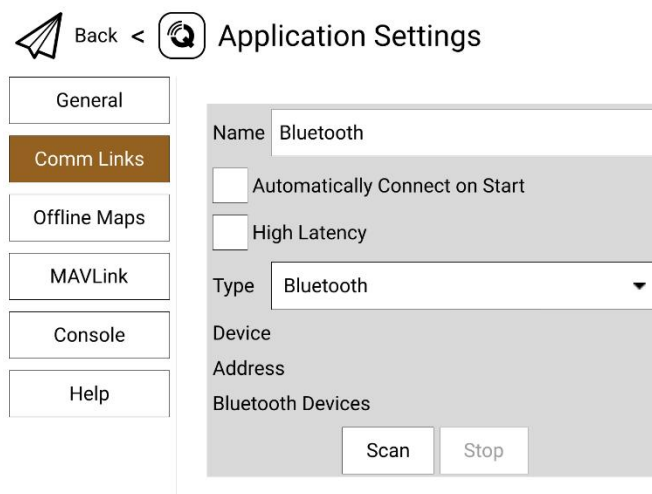 Back < Application Settings
General
Comm Links
Offline Maps
MAVLink
Console
Help
Name Bluetooth
Automatically Connect on Start
High Latency
Type Bluetooth
Device
Address
Bluetooth Devices
Scan Stop